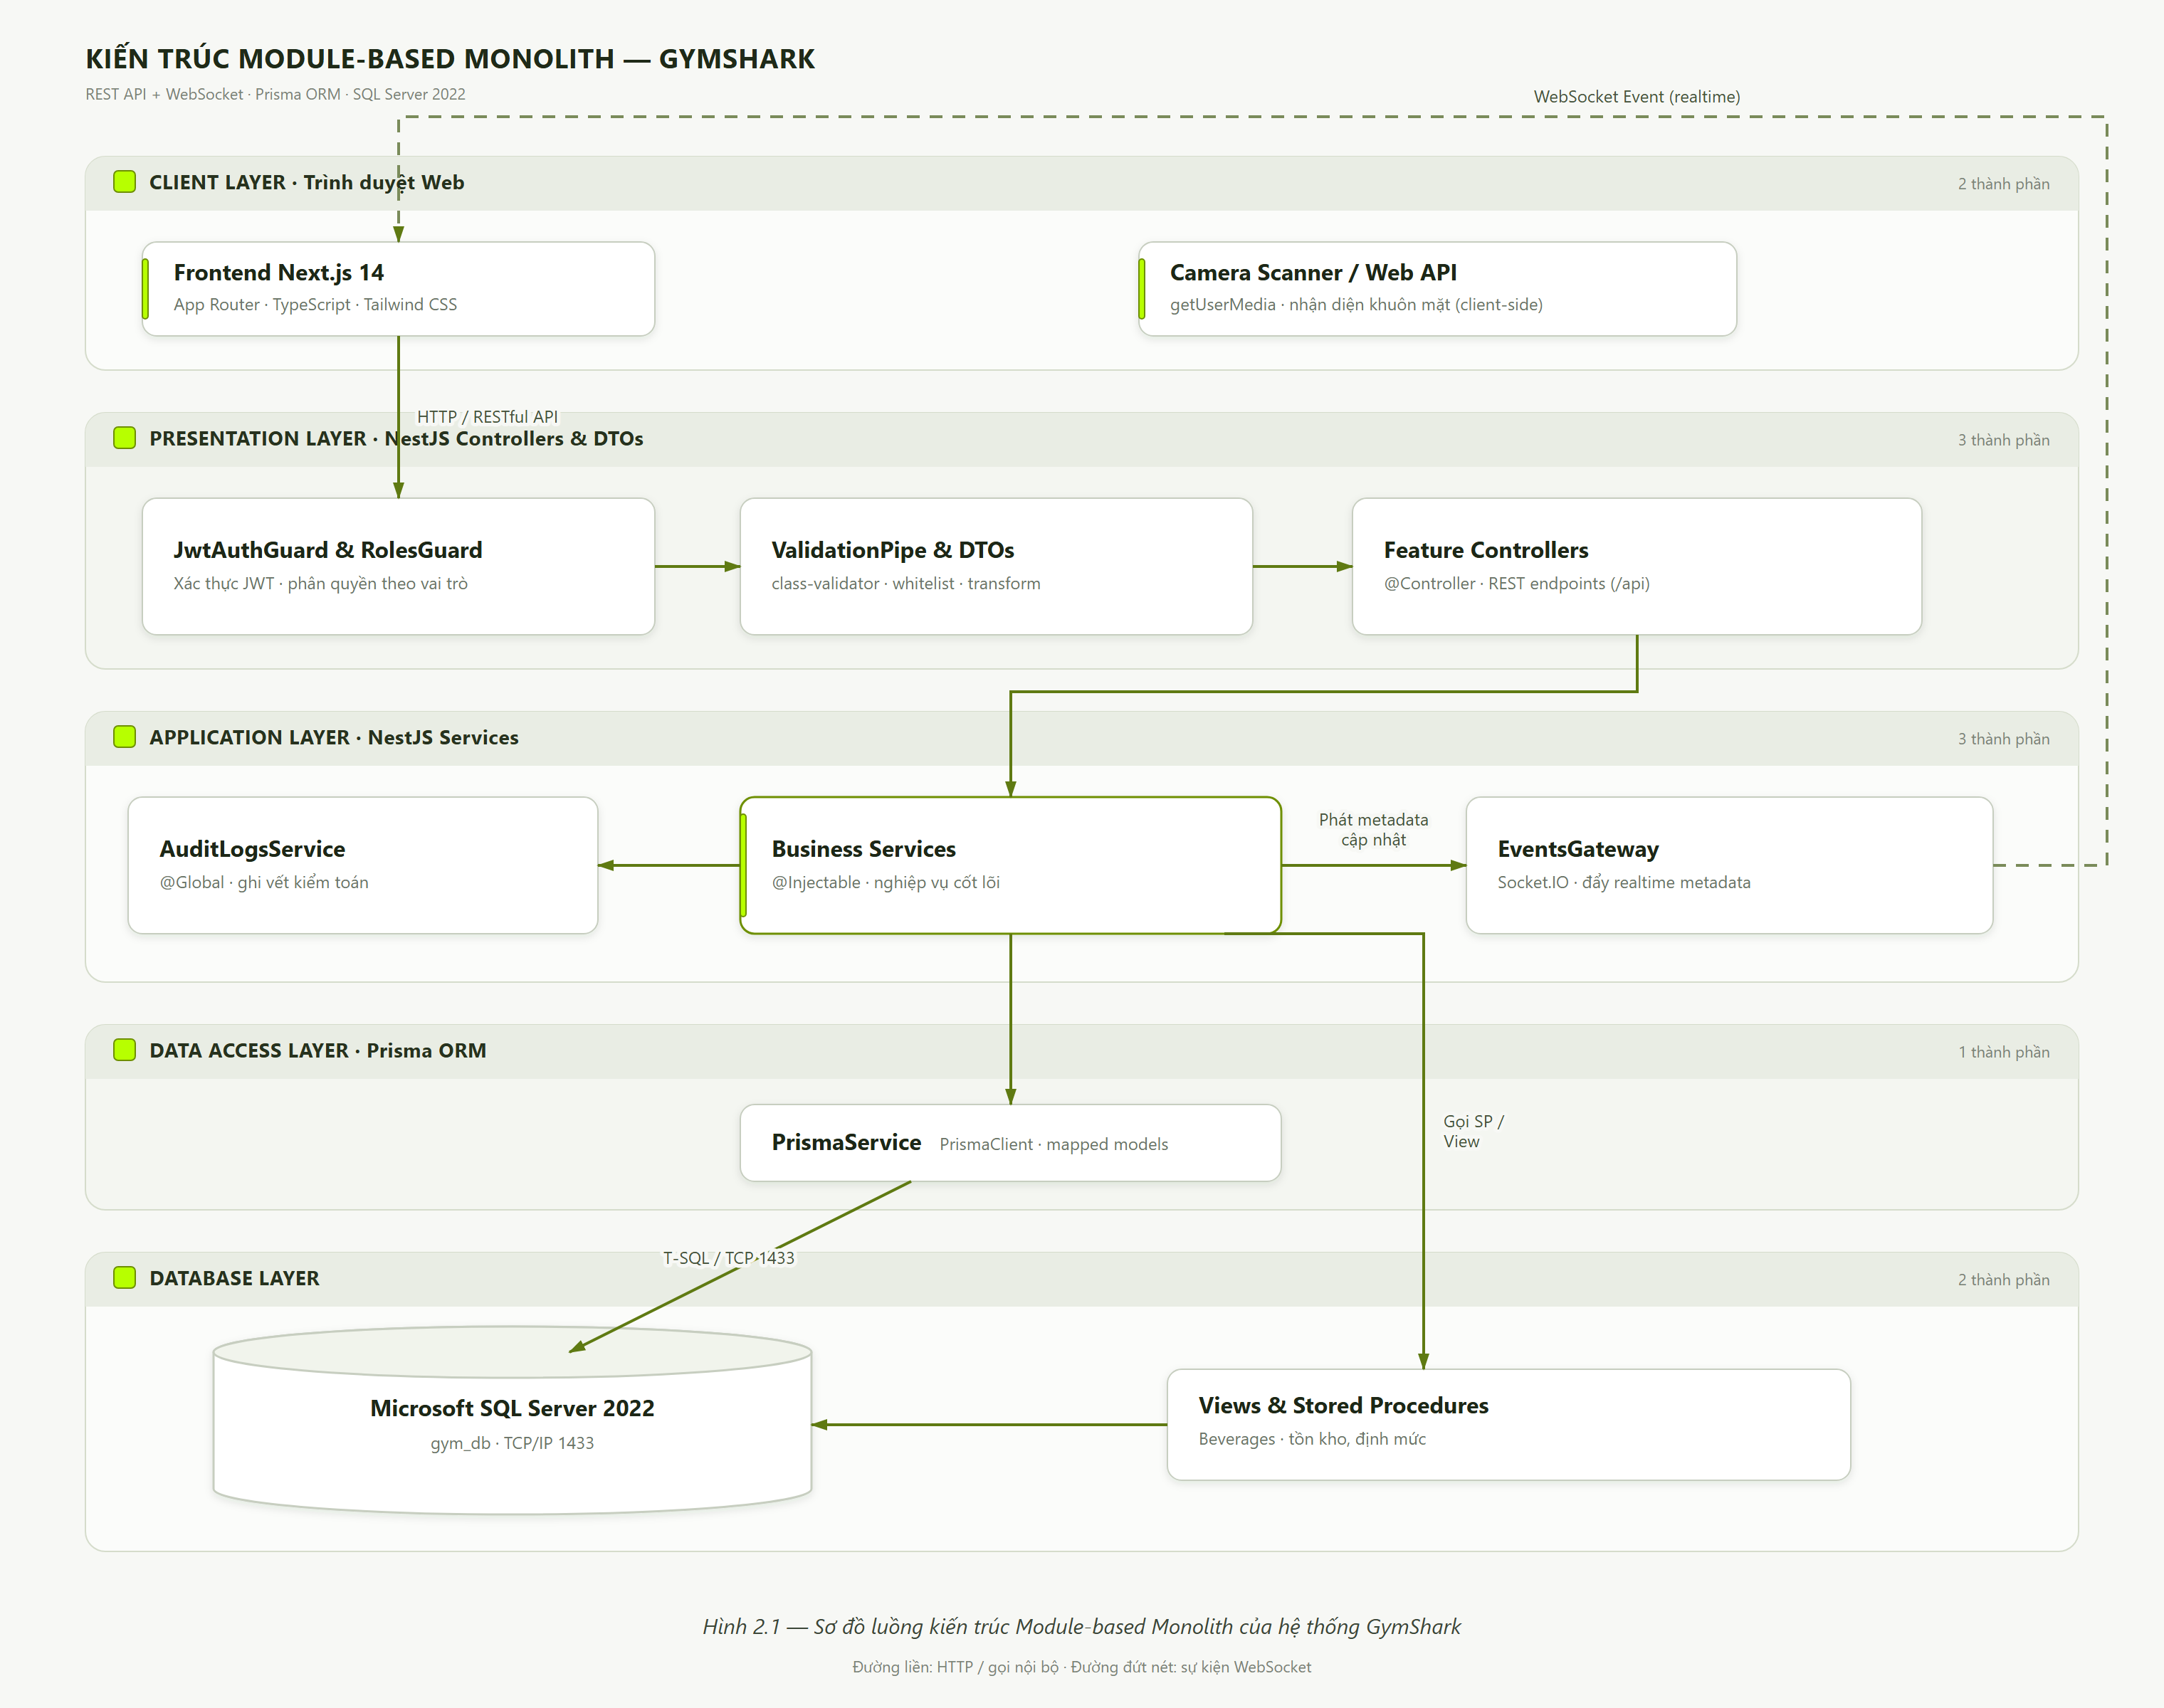 KIẾN TRÚC MODULE-BASED MONOLITH — GYMSHARK
REST API + WebSocket · Prisma ORM · SQL Server 2022
WebSocket Event (realtime)
CLIENT LAYER · Trình duyệt Web
2 thành phần
Frontend Next.js 14
App Router · TypeScript · Tailwind CSS
Camera Scanner / Web API
getUserMedia · nhận diện khuôn mặt (client-side)
HTTP / RESTful API
PRESENTATION LAYER · NestJS Controllers & DTOs
3 thành phần
JwtAuthGuard & RolesGuard
Xác thực JWT · phân quyền theo vai trò
ValidationPipe & DTOs
class-validator · whitelist · transform
Feature Controllers
@Controller · REST endpoints (/api)
APPLICATION LAYER · NestJS Services
3 thành phần
AuditLogsService
@Global · ghi vết kiểm toán
Business Services
@Injectable · nghiệp vụ cốt lõi
Phát metadata
cập nhật
EventsGateway
Socket.IO · đẩy realtime metadata
DATA ACCESS LAYER · Prisma ORM
1 thành phần
PrismaService PrismaClient · mapped models
Gọi SP /
View
T-SQL / TCP 1433
DATABASE LAYER
2 thành phần
Microsoft SQL Server 2022
gym_db · TCP/IP 1433
Views & Stored Procedures
Beverages · tồn kho, định mức
Hình 2.1 — Sơ đồ luồng kiến trúc Module-based Monolith của hệ thống GymShark
Đường liền: HTTP / gọi nội bộ · Đường đứt nét: sự kiện WebSocket